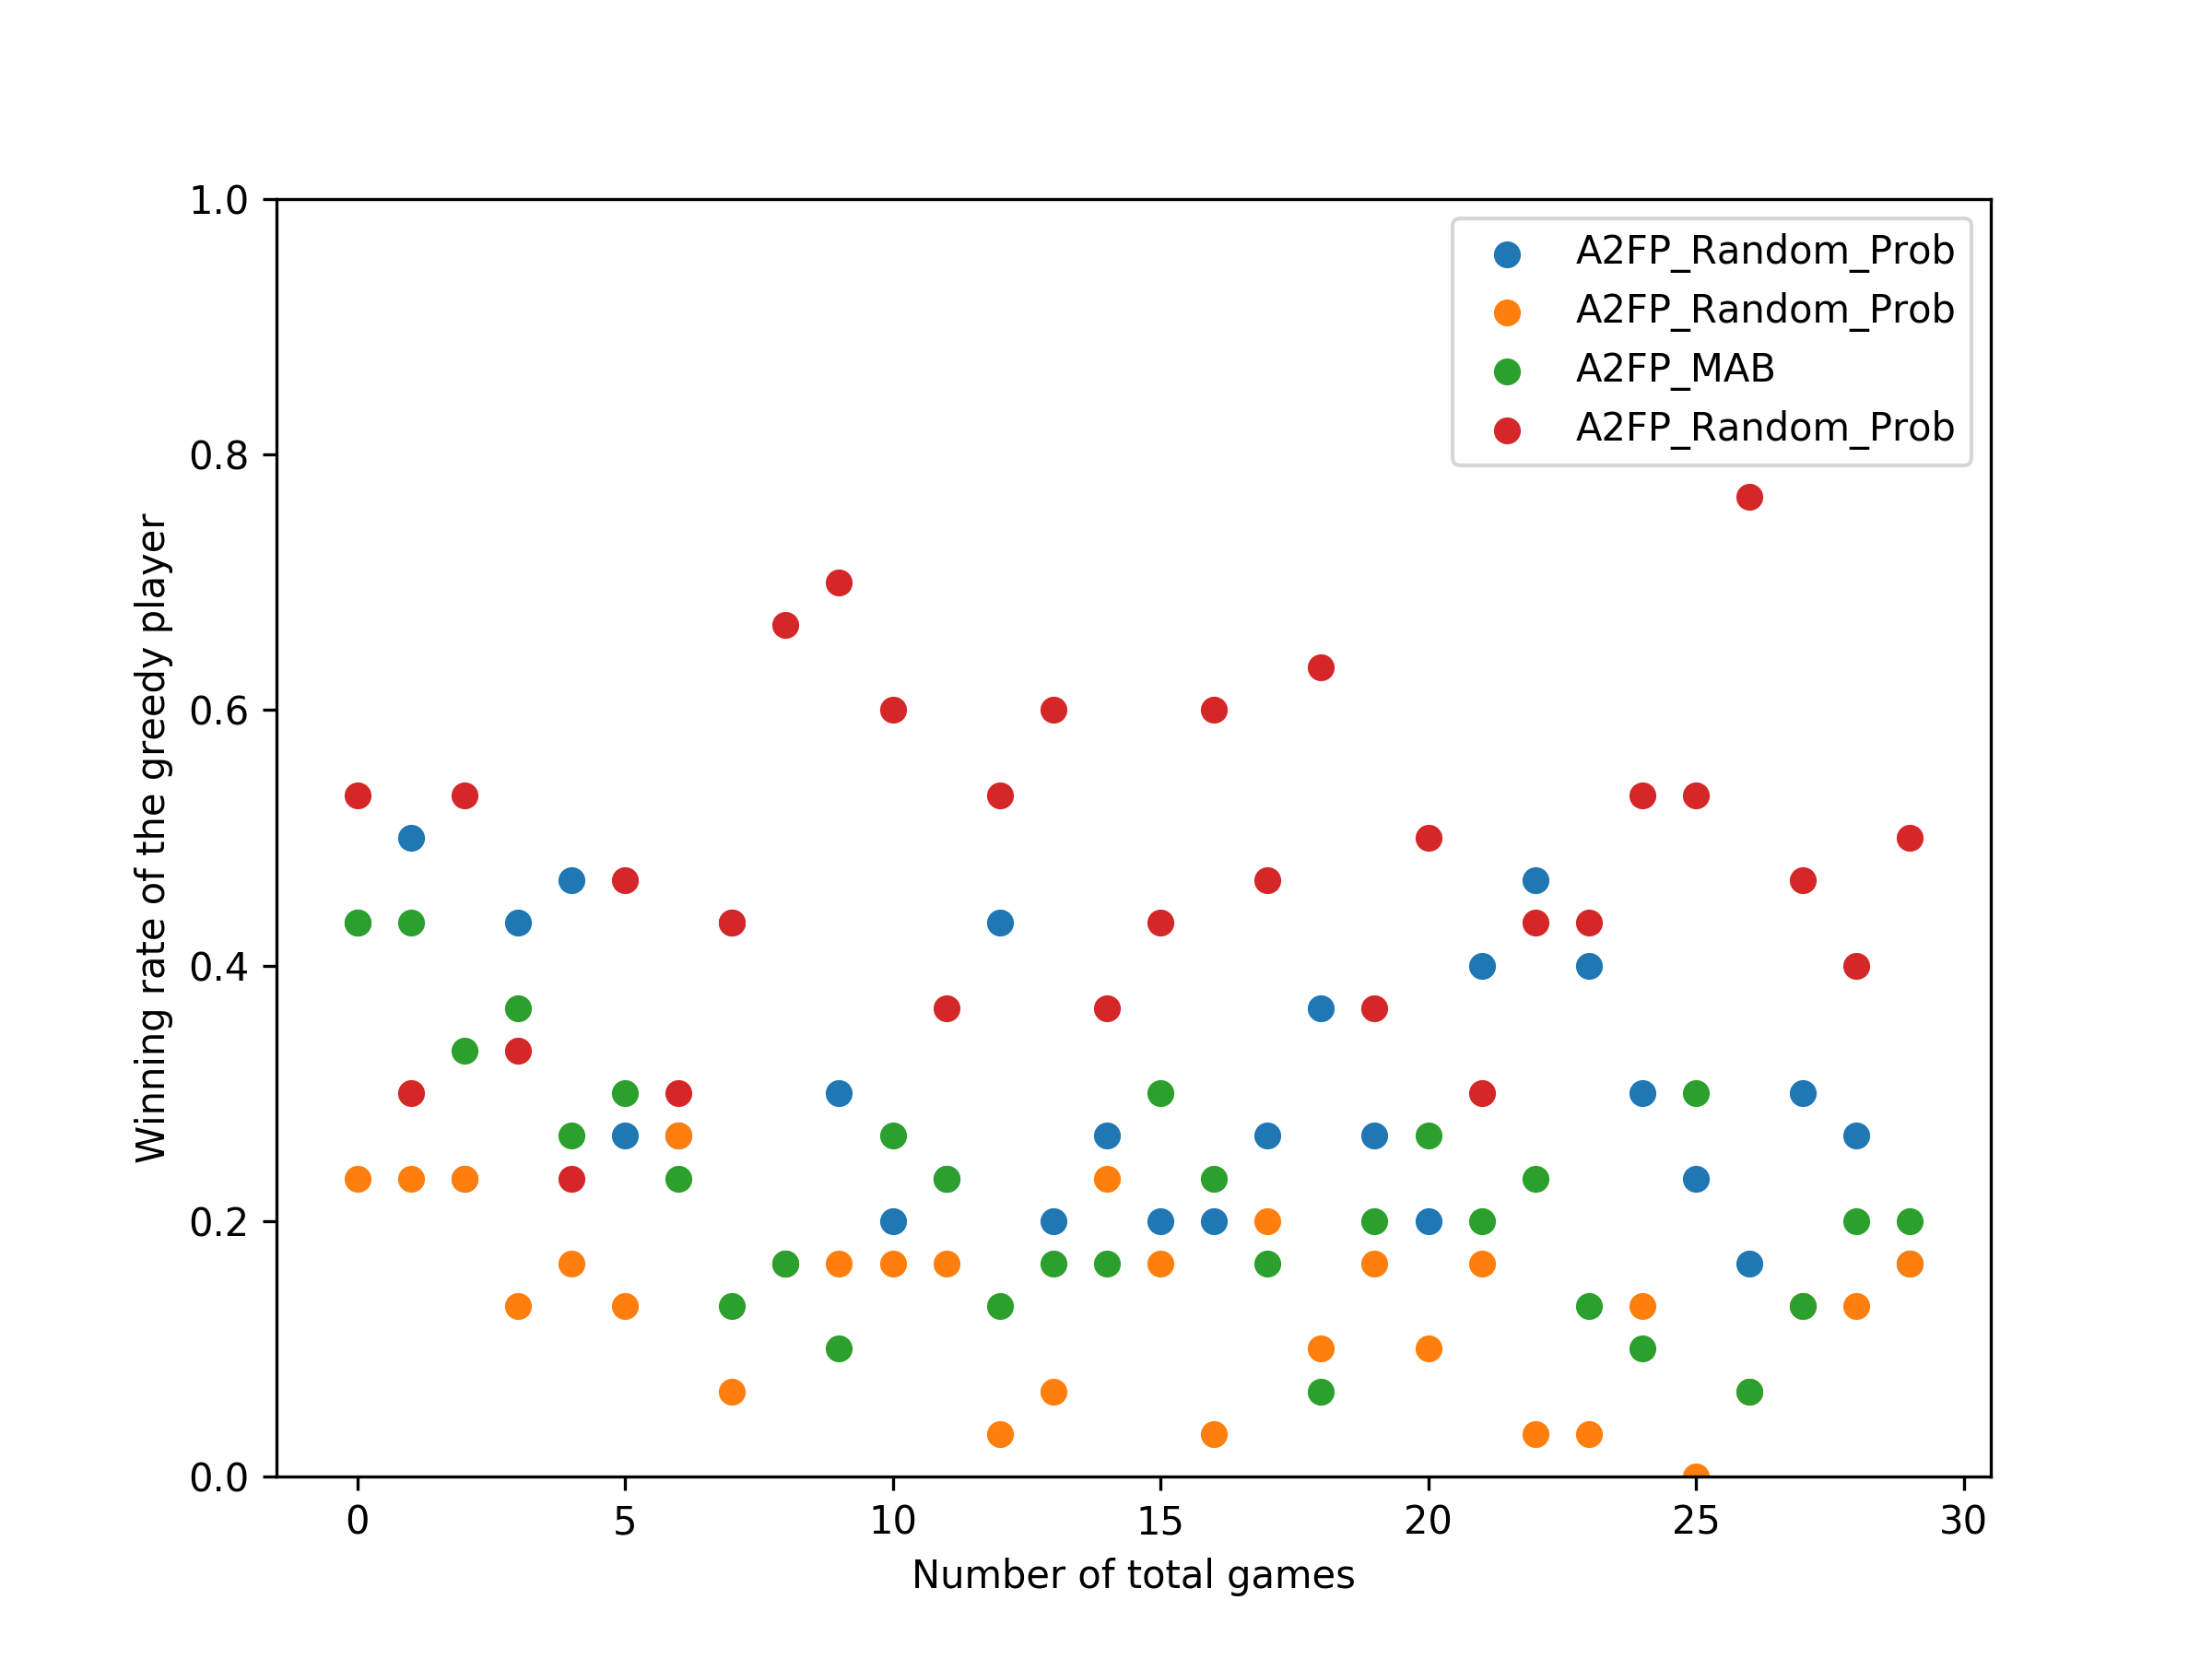 1.0
0.8
0.6
0.4
0.2
0.0
Winning rate of the greedy player
A2FP_Random_Prob
A2FP_Random_Prob
A2FP_MAB
A2FP_Random_Prob
0 5 10 15 20 25 30
Number of total games